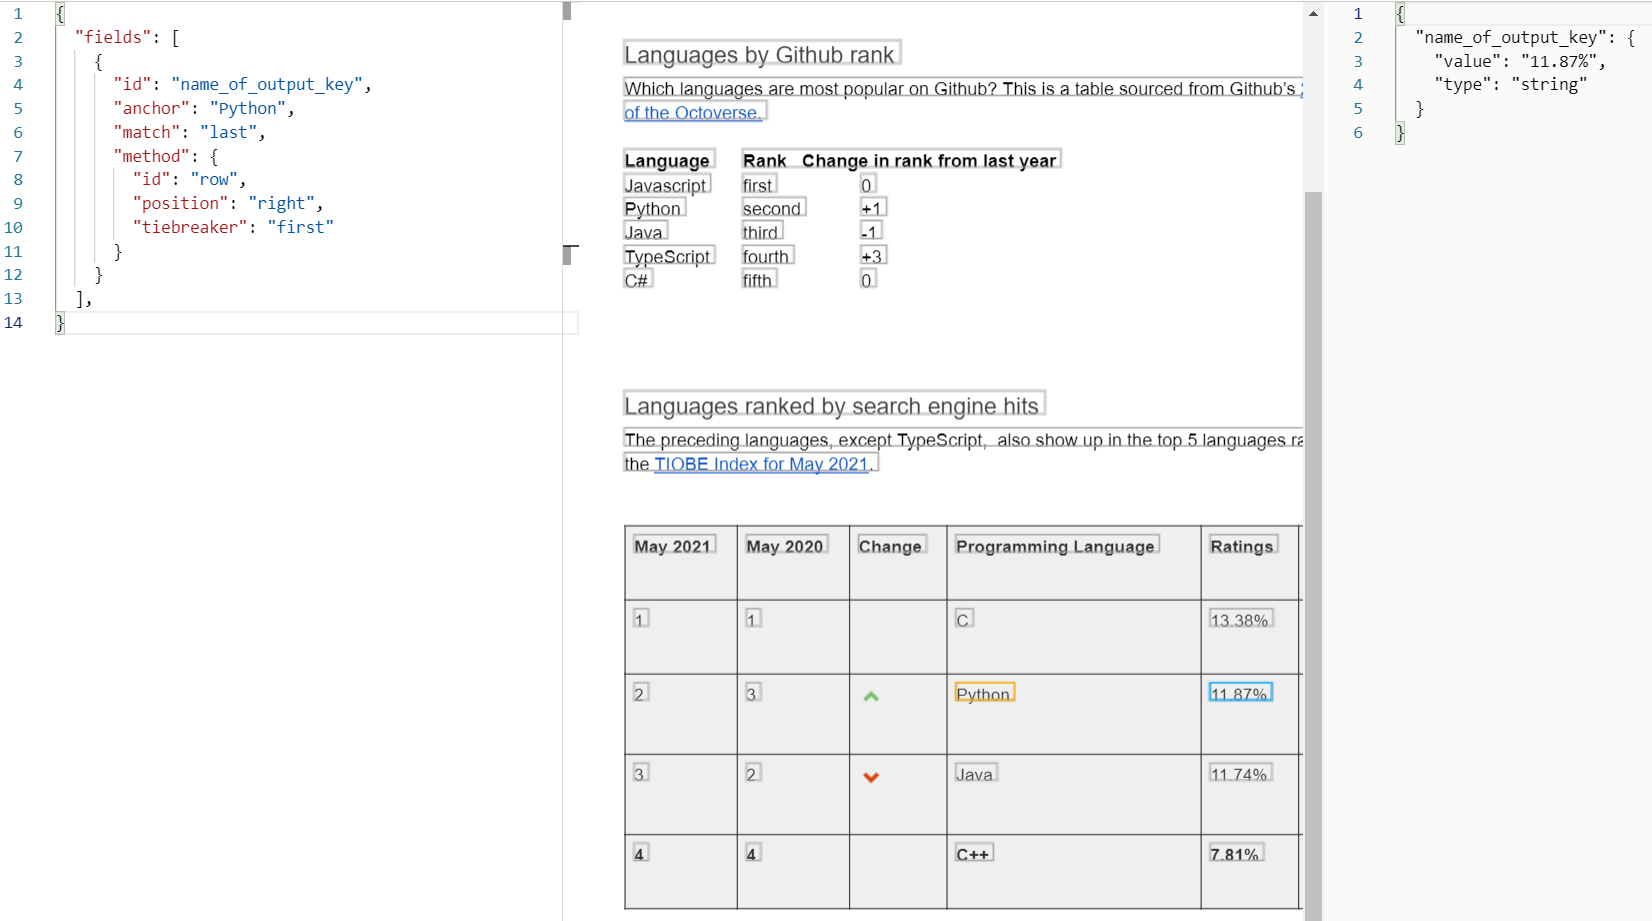 1 {
2 "fields": [
3 {
4 "id": "name_of_output_key",
5 "anchor": "Python",
6 "match": "last",
7 "method": {
8 "id": "row",
9 "position": "right",
10 "tiebreaker": "first"
11 }
12 }
13 ],
14 }
Languages by Github rank
Which languages are most popular on Github? This is a table sourced from Github's
of the Octoverse.
Language Rank Change in rank from last year
Javascript first 0
Python second +1
Java third -1
TypeScript fourth +3
C# fifth 0
Languages ranked by search engine hits
The preceding languages, except TypeScript, also show up in the top 5 languages ra
the TIOBE Index for May 2021.
May 2021 May 2020 Change Programming Language Ratings
1 1 C 13.38%
2 3 Python 11.87%
3 2 Java 11.74%
4 4 C++ 7.81%
1 {
2 "name_of_output_key": {
3 "value": "11.87%",
4 "type": "string"
5 }
6 }